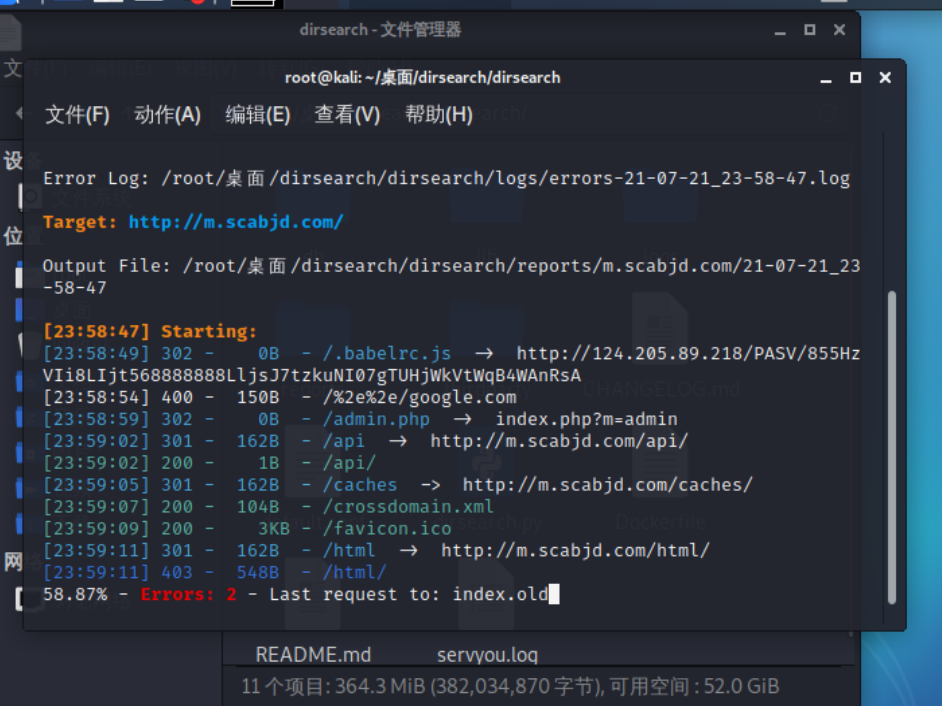 dirsearch - 文件管理器
root@kali: ~/桌面/dirsearch/dirsearch
文件(F) 动作(A) 编辑(E) 查看(V) 帮助(H)
Error Log: /root/桌面/dirsearch/dirsearch/logs/errors-21-07-21_23-58-47.log
Target: http://m.scabjd.com/
Output File: /root/桌面/dirsearch/dirsearch/reports/m.scabjd.com/21-07-21_23
-58-47
[23:58:47] Starting:
[23:58:49] 302 -    0B  - /.babelrc.js  →  http://124.205.89.218/PASV/855Hz
VIi8LIjt568888888LljsJ7tzkuNI07gTUHjWkVtWqB4WAnRsA
[23:58:54] 400 -  150B  - /%2e%2e/google.com
[23:58:59] 302 -    0B  - /admin.php  →  index.php?m=admin
[23:59:02] 301 -  162B  - /api  →  http://m.scabjd.com/api/
[23:59:02] 200 -    1B  - /api/
[23:59:05] 301 -  162B  - /caches  ->  http://m.scabjd.com/caches/
[23:59:07] 200 -  104B  - /crossdomain.xml
[23:59:09] 200 -    3KB - /favicon.ico
[23:59:11] 301 -  162B  - /html  →  http://m.scabjd.com/html/
[23:59:11] 403 -  548B  - /html/
58.87% - Errors: 2 - Last request to: index.old
CHANGELOG.md
Dockerfile
README.md servyou.log
11 个项目: 364.3 MiB (382,034,870 字节), 可用空间 : 52.0 GiB